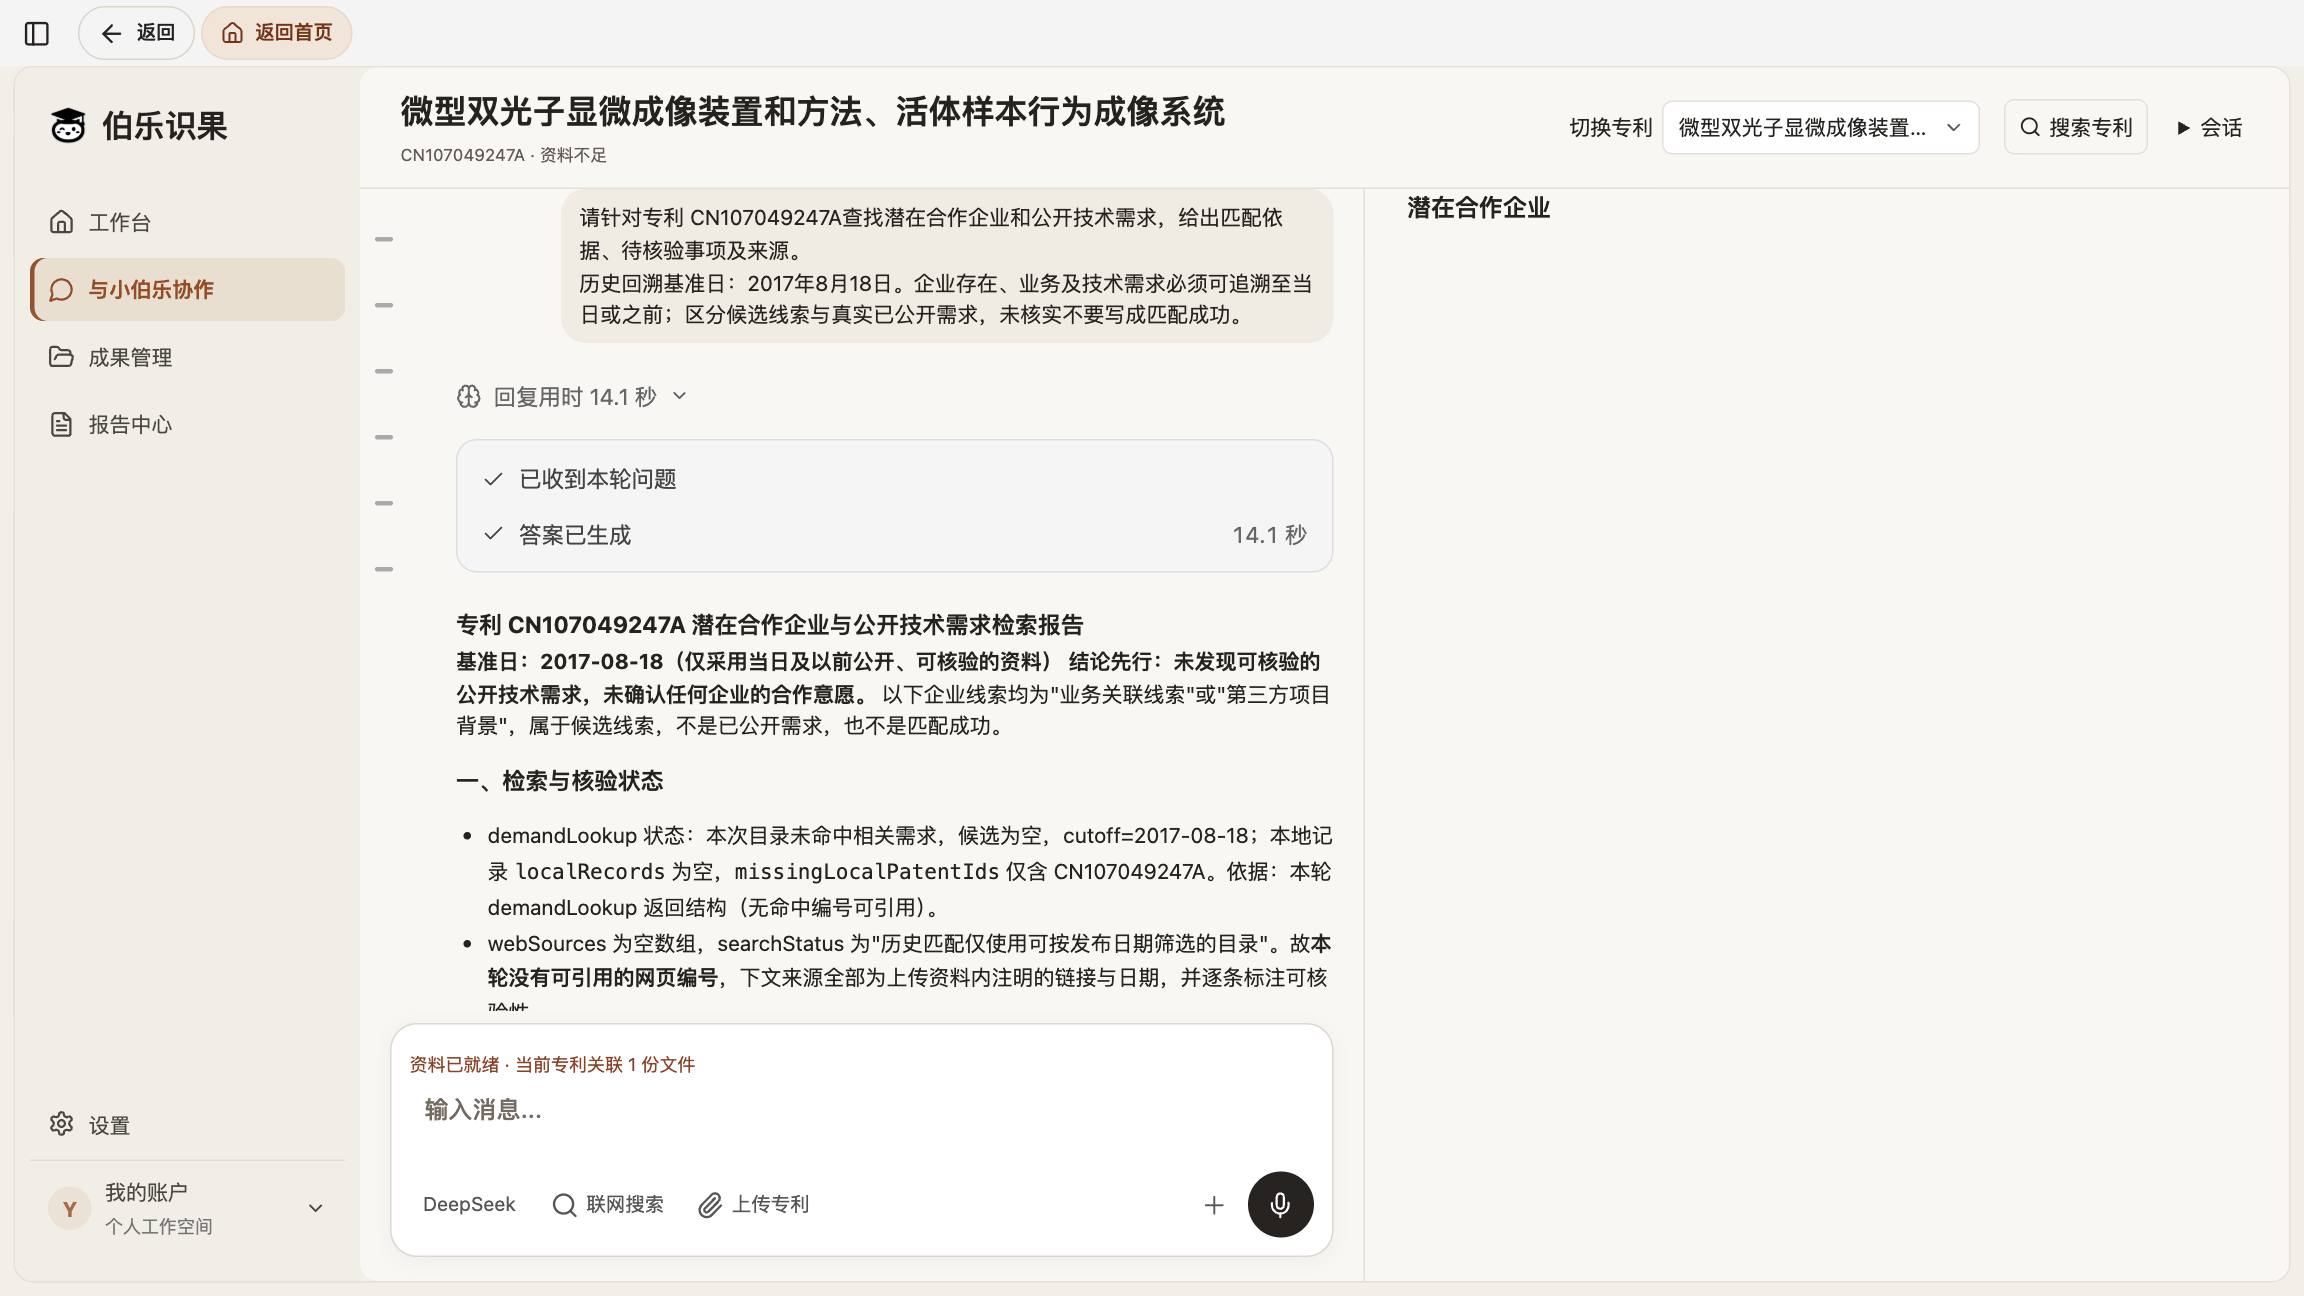 返回
返回首页
伯乐识果
工作台
与小伯乐协作
成果管理
报告中心
设置
Y
我的账户
个人工作空间
微型双光子显微成像装置和方法、活体样本行为成像系统
CN107049247A · 资料不足
切换专利
微型双光子显微成像装置...
搜索专利
会话
请针对专利 CN107049247A查找潜在合作企业和公开技术需求，给出匹配依
据、待核验事项及来源。
历史回溯基准日：2017年8月18日。企业存在、业务及技术需求必须可追溯至当
日或之前；区分候选线索与真实已公开需求，未核实不要写成匹配成功。
回复用时 14.1 秒
已收到本轮问题
答案已生成
14.1 秒
专利 CN107049247A 潜在合作企业与公开技术需求检索报告
基准日：2017-08-18（仅采用当日及以前公开、可核验的资料） 结论先行：未发现可核验的
公开技术需求，未确认任何企业的合作意愿。 以下企业线索均为"业务关联线索"或"第三方项目
背景"，属于候选线索，不是已公开需求，也不是匹配成功。
一、检索与核验状态
demandLookup 状态：本次目录未命中相关需求，候选为空，cutoff=2017-08-18；本地记
录 localRecords 为空，missingLocalPatentIds 仅含 CN107049247A。依据：本轮
demandLookup 返回结构（无命中编号可引用）。
webSources 为空数组，searchStatus 为"历史匹配仅使用可按发布日期筛选的目录"。故本
轮没有可引用的网页编号，下文来源全部为上传资料内注明的链接与日期，并逐条标注可核
资料已就绪 · 当前专利关联 1 份文件
输入消息...
DeepSeek
联网搜索
上传专利
潜在合作企业